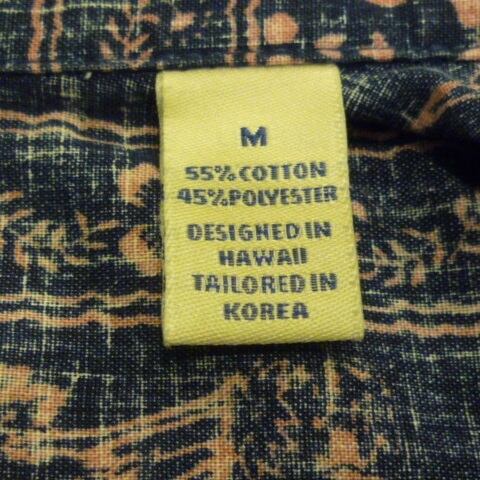 M
55% COTTON
45% POLYESTER
DESIGNED IN
HAWAII
TAILORED IN
KOREA